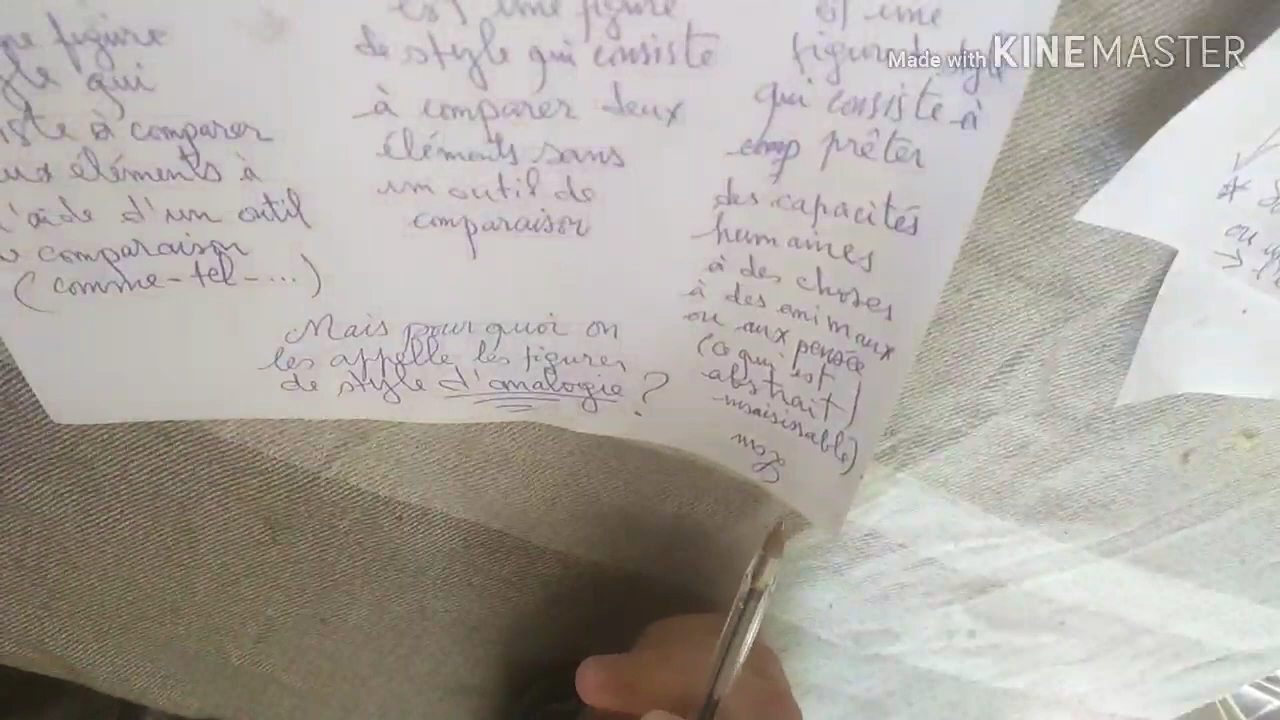 figure
qui
à comparer
éléments à
l'aide d'un outil
comparaison
(comme - tel - ...)
est une figure
de style qui consiste
à comparer deux
éléments sans
un outil de
comparaison
est une
figure style
qui consiste à
prêter
des capacités
humaines
à des choses
à des animaux
ou aux pensée
(ce qui est
abstrait)
insaisissable)
Mais pourquoi on
les appelle les figures
de style d'analogie ?
Made with KINEMASTER
ou